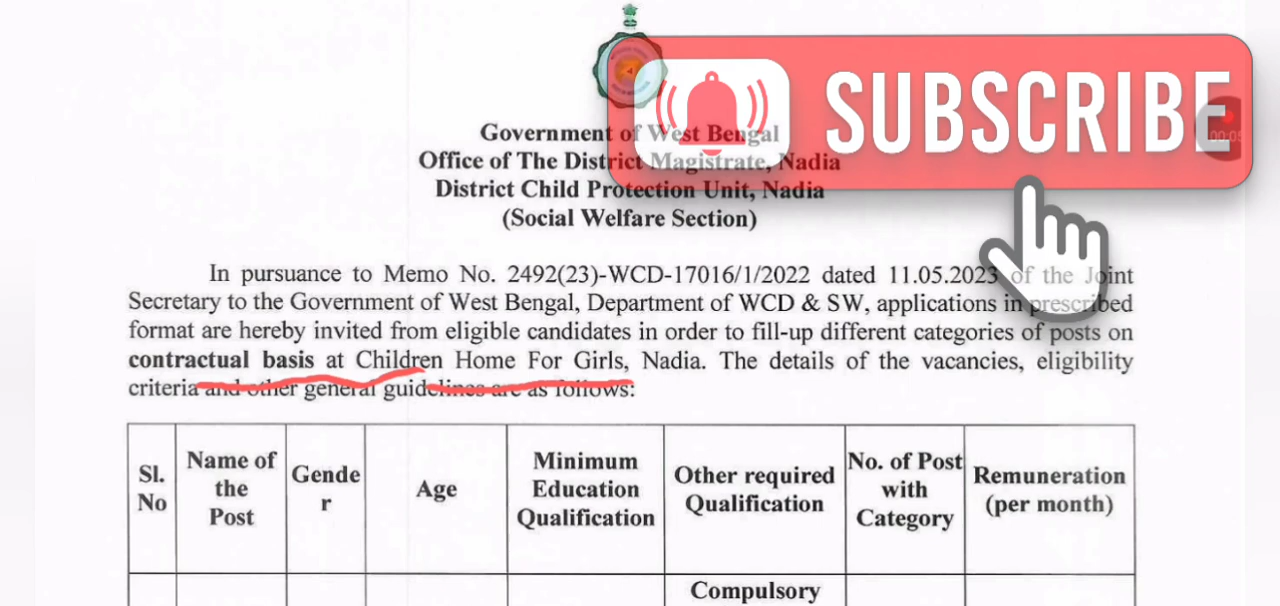 SUBSCRIBE
00:05
Government of West Bengal
Office of The District Magistrate, Nadia
District Child Protection Unit, Nadia
(Social Welfare Section)
In pursuance to Memo No. 2492(23)-WCD-17016/1/2022 dated 11.05.2023 of the Joint
Secretary to the Government of West Bengal, Department of WCD & SW, applications in prescribed
format are hereby invited from eligible candidates in order to fill-up different categories of posts on
contractual basis at Children Home For Girls, Nadia. The details of the vacancies, eligibility
criteria and other general guidelines are as follows:
Sl. No
Name of the Post
Gender
Age
Minimum Education Qualification
Other required Qualification
No. of Post with Category
Remuneration (per month)
Compulsory